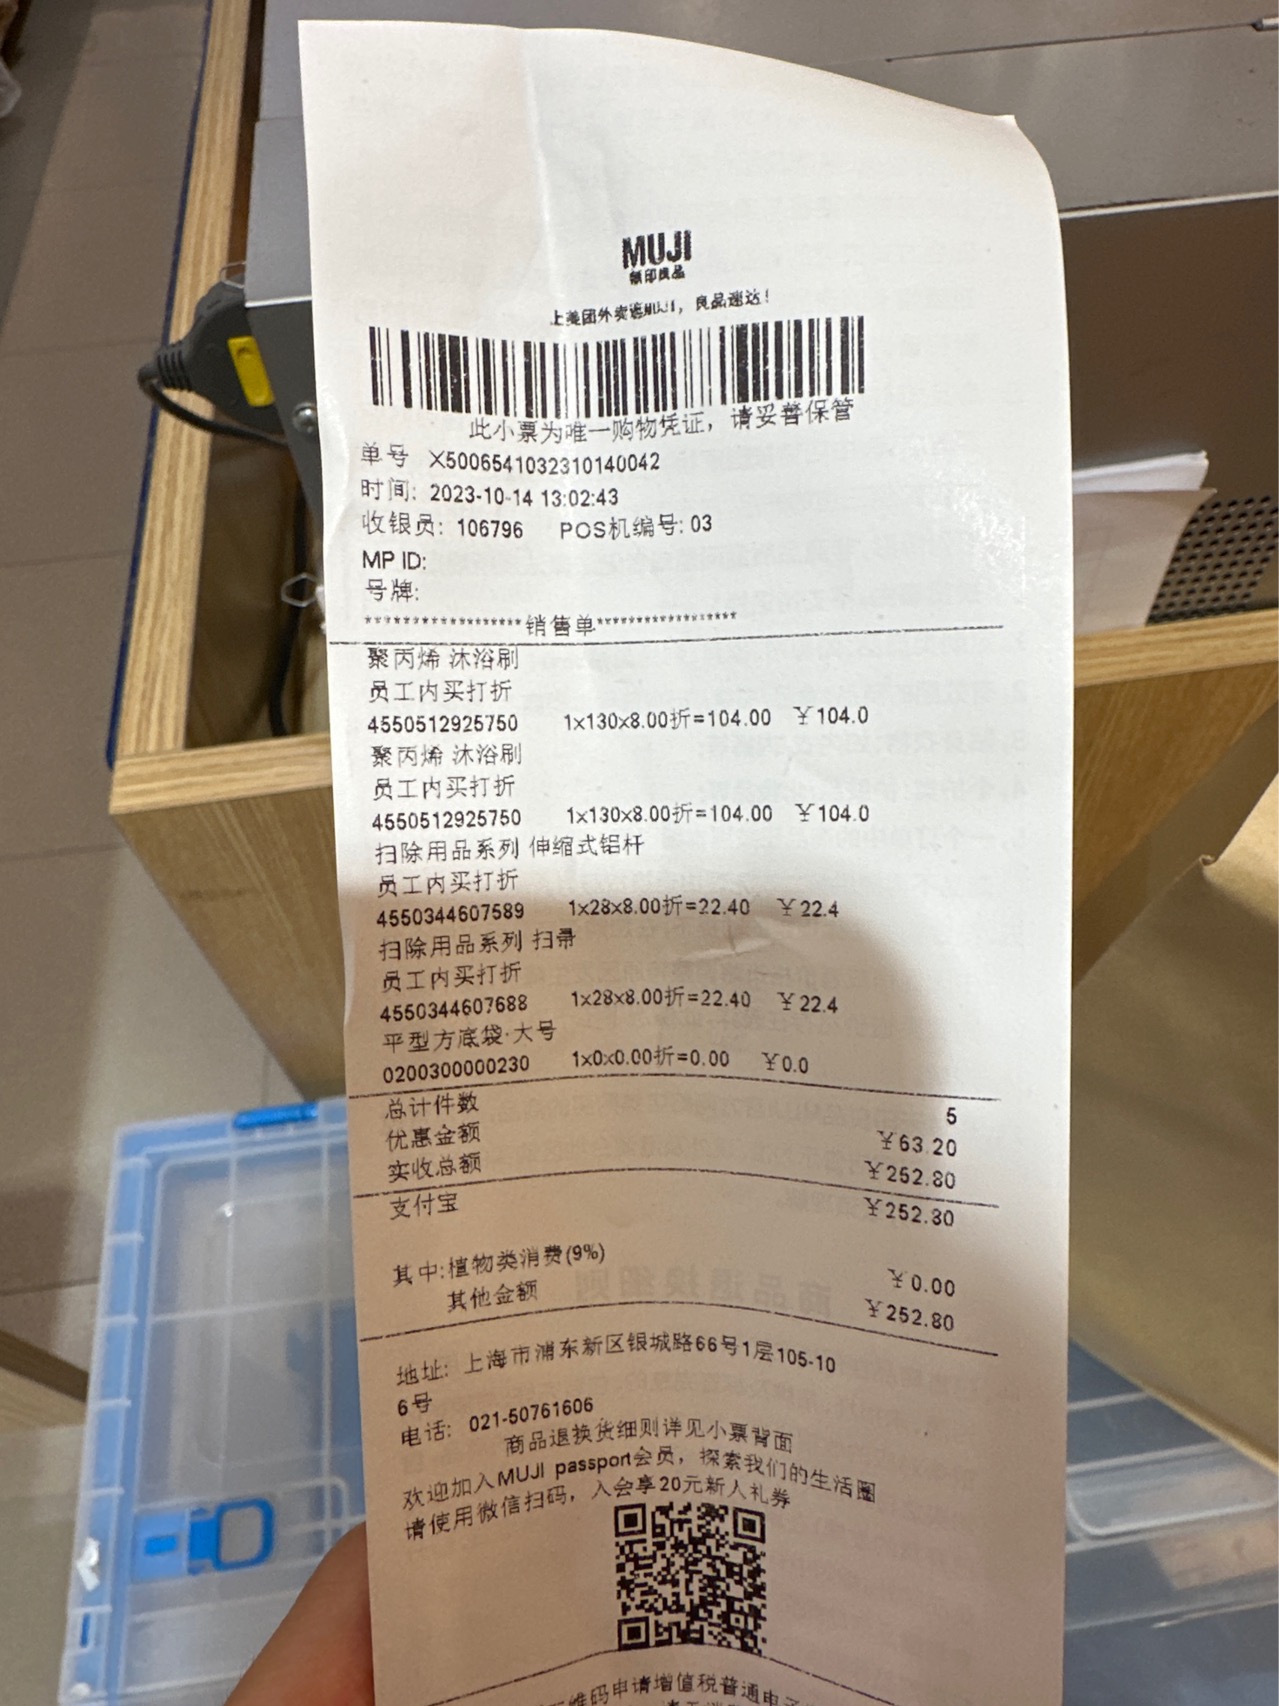 MUJI
無印良品
上美团外卖逛MUJI，良品速达！
此小票为唯一购物凭证，请妥善保管
单号 X5006541032310140042
时间: 2023-10-14 13:02:43
收银员: 106796 POS机编号: 03
MP ID:
号牌:
******************销售单******************
聚丙烯 沐浴刷
员工内买打折
4550512925750 1x130x8.00折=104.00 ￥104.0
聚丙烯 沐浴刷
员工内买打折
4550512925750 1x130x8.00折=104.00 ￥104.0
扫除用品系列 伸缩式铝杆
员工内买打折
4550344607589 1x28x8.00折=22.40 ￥22.4
扫除用品系列 扫帚
员工内买打折
4550344607688 1x28x8.00折=22.40 ￥22.4
平型方底袋·大号
0200300000230 1x0x0.00折=0.00 ￥0.0
总计件数 5
优惠金额 ￥63.20
实收总额 ￥252.80
支付宝 ￥252.80
其中:植物类消费(9%) ￥0.00
其他金额 ￥252.80
地址: 上海市浦东新区银城路66号1层105-10
6号
电话: 021-50761606
商品退换货细则详见小票背面
欢迎加入MUJI passport会员，探索我们的生活圈
请使用微信扫码，入会享20元新人礼券
维码申请增值税普通电子